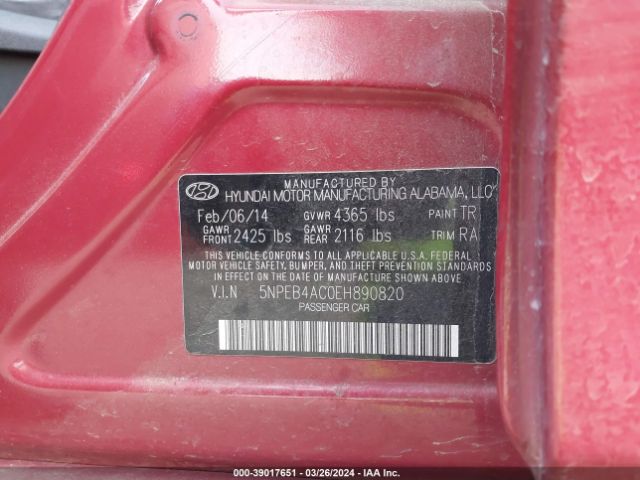 MANUFACTURED BY
HYUNDAI MOTOR MANUFACTURING ALABAMA, LLC
Feb/06/14 GVWR 4365 lbs PAINT TR
GAWR FRONT 2425 lbs GAWR REAR 2116 lbs TRIM RA
THIS VEHICLE CONFORMS TO ALL APPLICABLE U.S.A. FEDERAL
MOTOR VEHICLE SAFETY, BUMPER, AND THEFT PREVENTION STANDARDS
IN EFFECT ON THE DATE OF MANUFACTURE SHOWN ABOVE
V.I.N 5NPEB4AC0EH890820
PASSENGER CAR
0-39017651 | 03/26/2024 - IAA Inc.